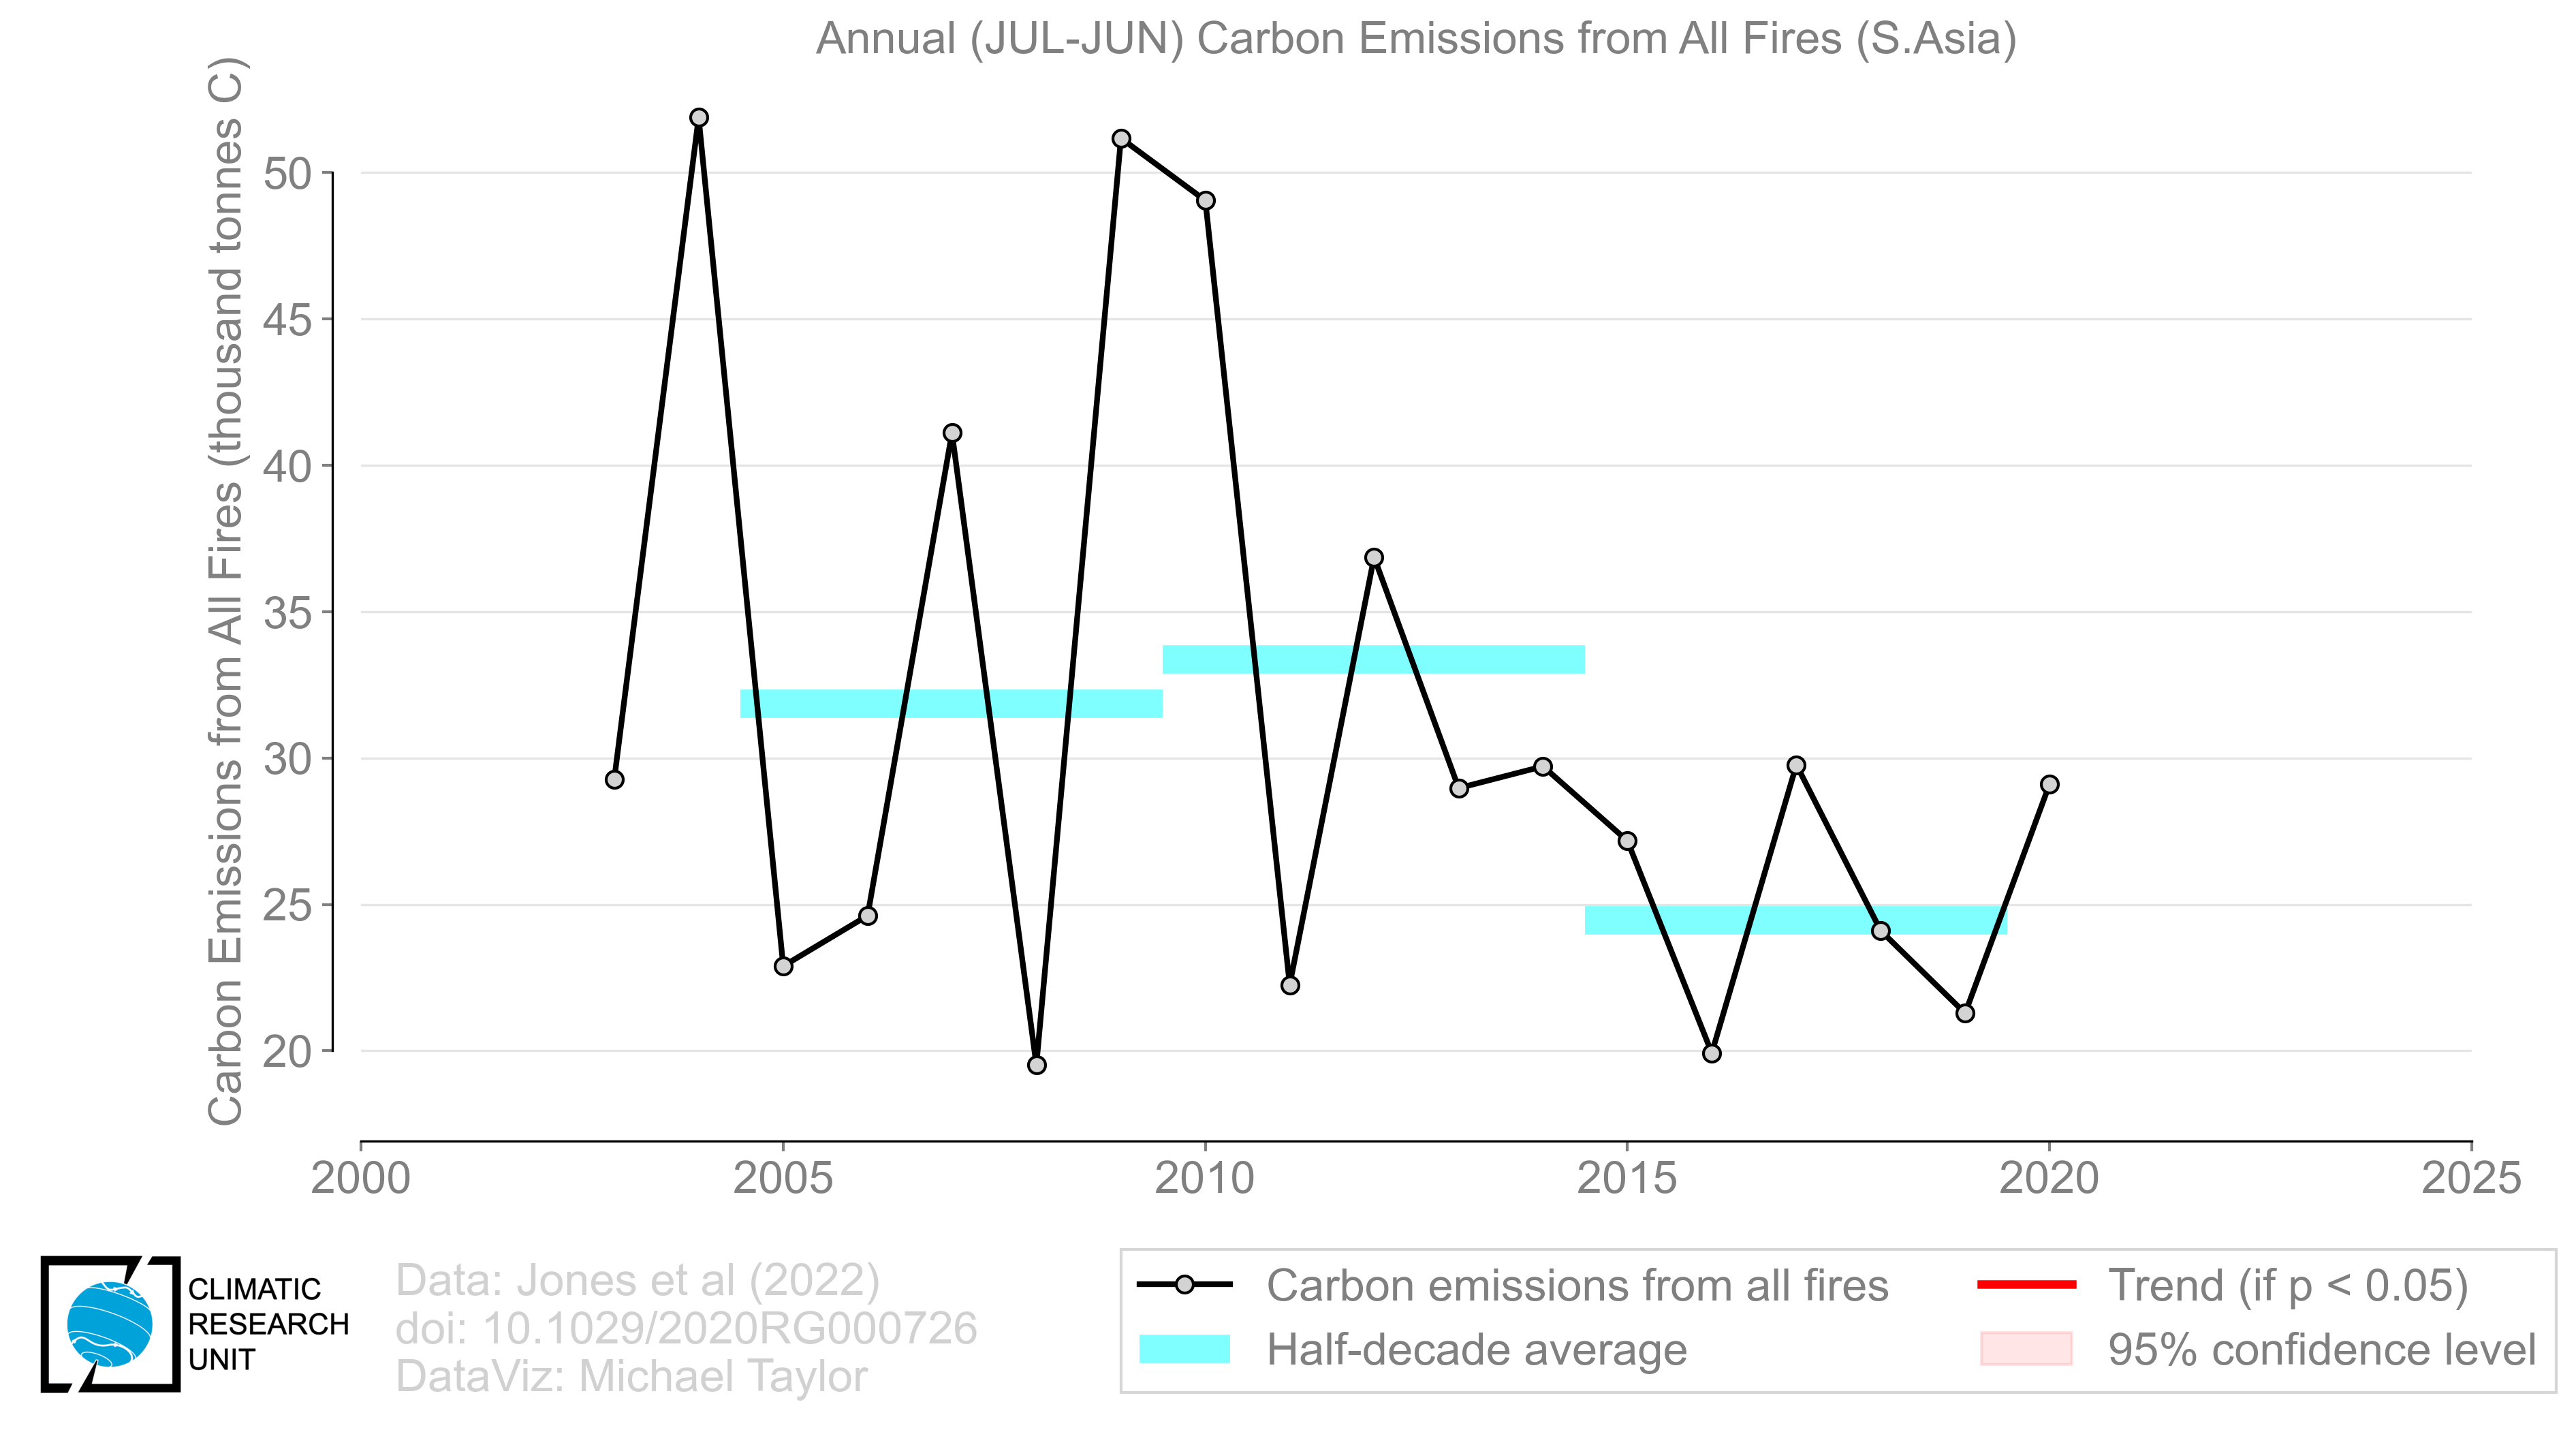 Annual (JUL-JUN) Carbon Emissions from All Fires (S.Asia)
Carbon Emissions from All Fires (thousand tonnes C)
50
45
40
35
30
25
20
2000 2005 2010 2015 2020 2025
CLIMATIC
RESEARCH
UNIT
Data: Jones et al (2022)
doi: 10.1029/2020RG000726
DataViz: Michael Taylor
Carbon emissions from all fires
Half-decade average
Trend (if p < 0.05)
95% confidence level